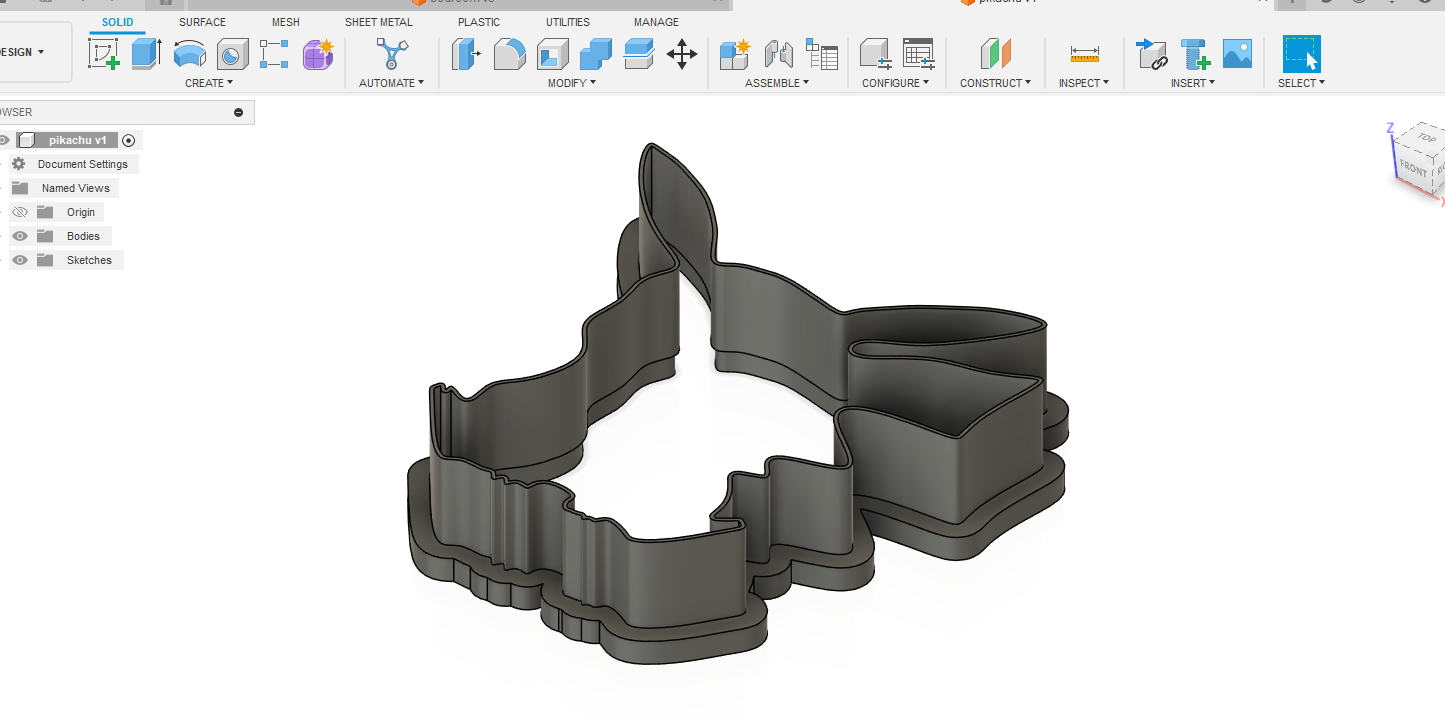 pikachu v1
SOLID SURFACE MESH SHEET METAL PLASTIC UTILITIES MANAGE
ESIGN
CREATE AUTOMATE MODIFY ASSEMBLE CONFIGURE CONSTRUCT INSPECT INSERT SELECT
OWSER
pikachu v1
Document Settings
Named Views
Origin
Bodies
Sketches
Z
TOP
FRONT
X